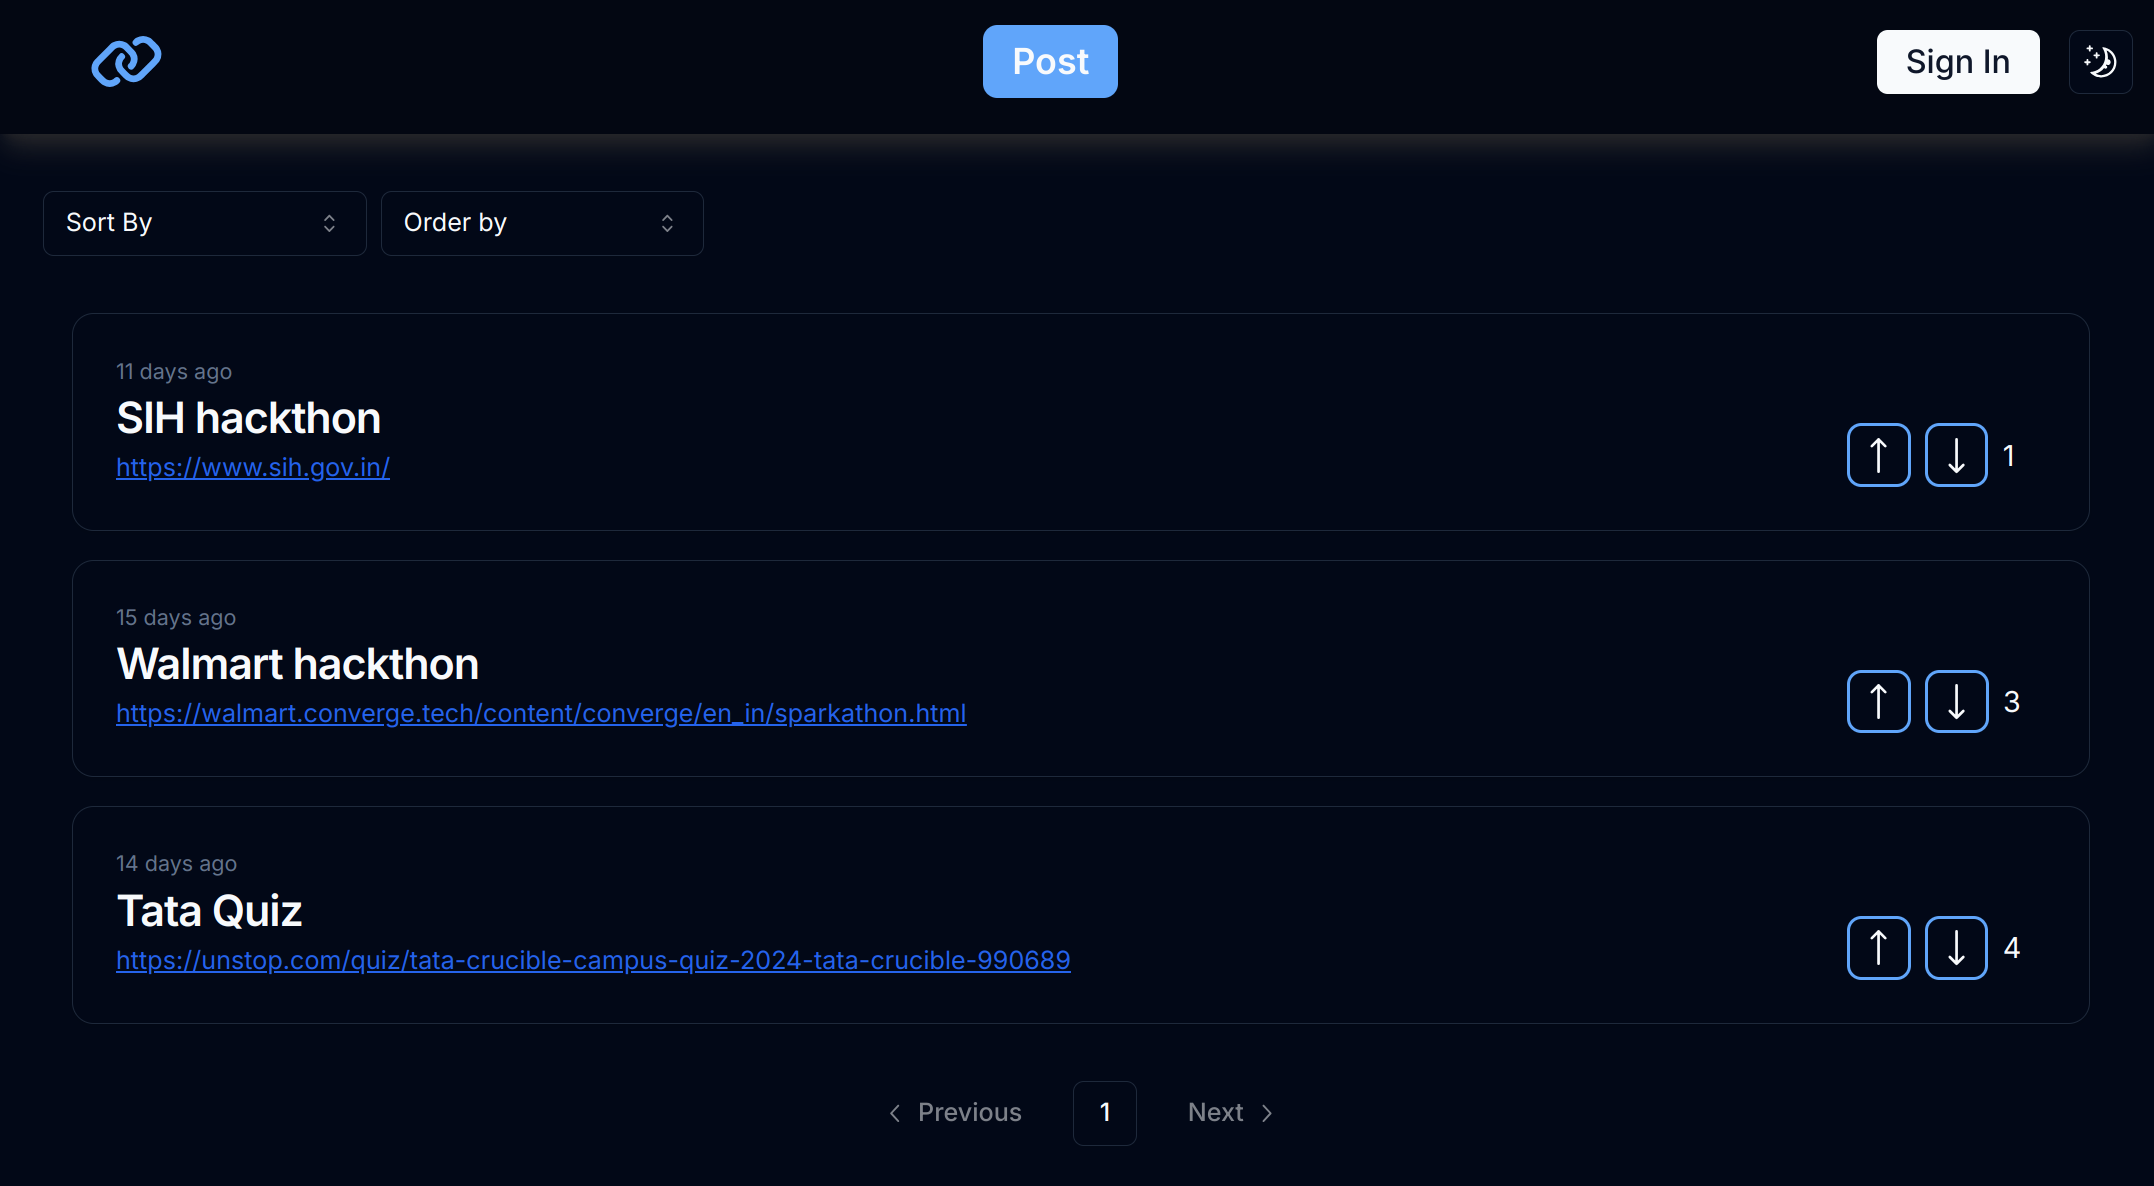 Post
Sign In
Sort By
Order by
11 days ago
SIH hackthon
https://www.sih.gov.in/
1
15 days ago
Walmart hackthon
https://walmart.converge.tech/content/converge/en_in/sparkathon.html
3
14 days ago
Tata Quiz
https://unstop.com/quiz/tata-crucible-campus-quiz-2024-tata-crucible-990689
4
Previous
1
Next